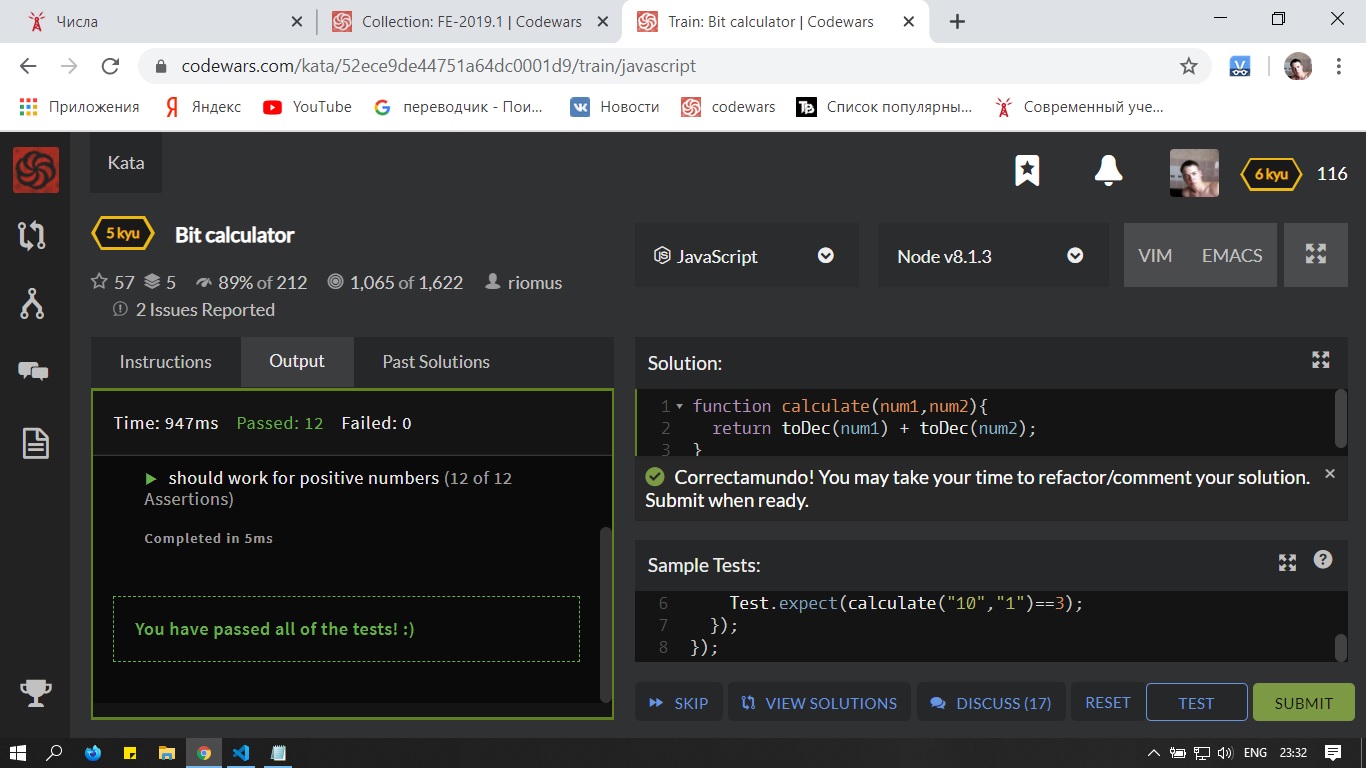 Числа
Collection: FE-2019.1 | Codewars
Train: Bit calculator | Codewars
codewars.com/kata/52ece9de44751a64dc0001d9/train/javascript
Приложения
Яндекс
YouTube
переводчик - Пои...
Новости
codewars
Список популярны...
Современный уче...
Kata
6 kyu
116
5 kyu
Bit calculator
57
5
89% of 212
1,065 of 1,622
riomus
2 Issues Reported
JavaScript
Node v8.1.3
VIM
EMACS
Instructions
Output
Past Solutions
Time: 947ms Passed: 12 Failed: 0
should work for positive numbers (12 of 12
Assertions)
Completed in 5ms
You have passed all of the tests! :)
Solution:
1 function calculate(num1,num2){
2 return toDec(num1) + toDec(num2);
3 }
Correctamundo! You may take your time to refactor/comment your solution.
Submit when ready.
Sample Tests:
6 Test.expect(calculate("10","1")==3);
7 });
8 });
SKIP
VIEW SOLUTIONS
DISCUSS (17)
RESET
TEST
SUBMIT
ENG
23:32